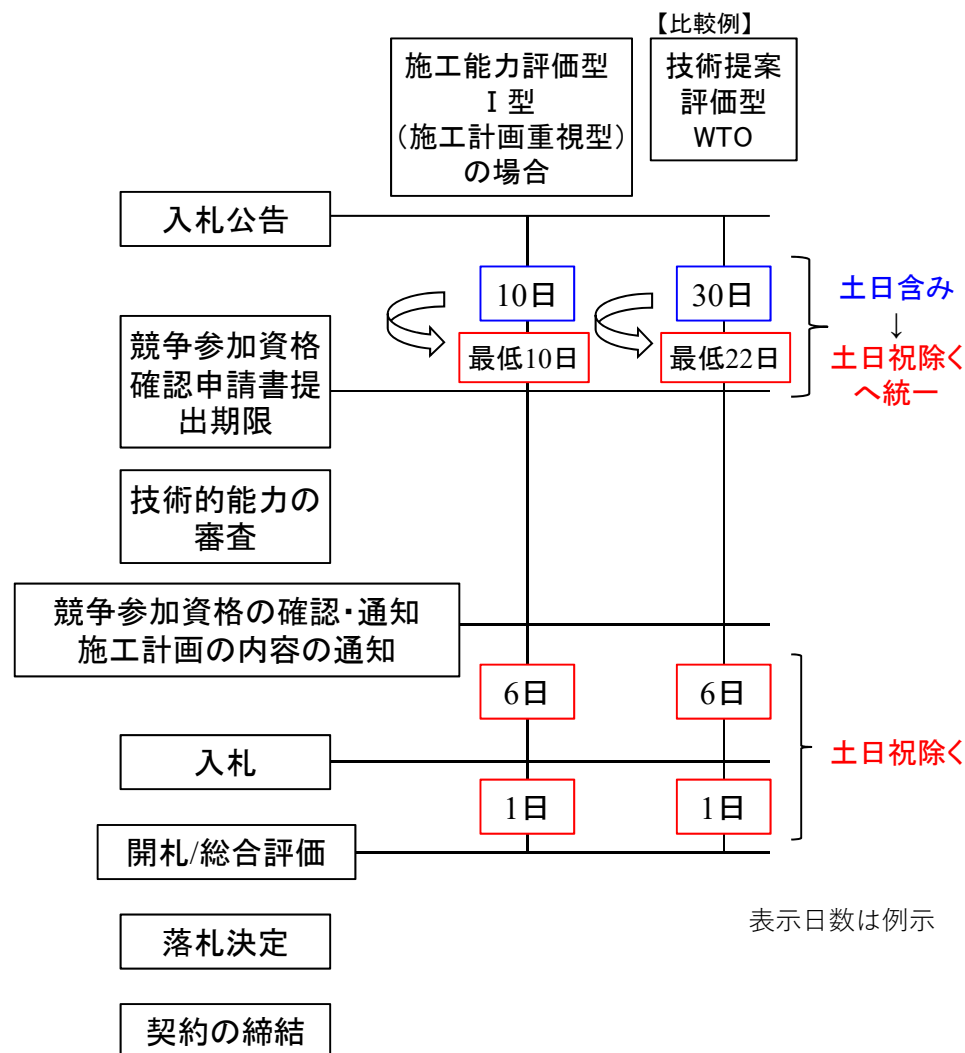 【比較例】
施工能力評価型
Ⅰ型
(施工計画重視型)
の場合
技術提案
評価型
WTO
入札公告
10日
30日
土日含み
↓
土日祝除く
へ統一
最低10日
最低22日
競争参加資格
確認申請書提
出期限
技術的能力の
審査
競争参加資格の確認・通知
施工計画の内容の通知
6日
6日
土日祝除く
入札
1日
1日
開札/総合評価
表示日数は例示
落札決定
契約の締結